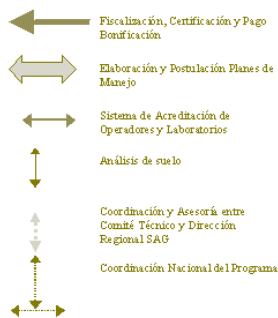 Fiscalización, Certificación y Pago
Bonificación
Elaboración y Postulación Planes de
Manejo
Sistema de Acreditación de
Operadores y Laboratorios
Análisis de suelo
Coordinación y Asesoría entre
Comité Técnico y Dirección
Regional SAG
Coordinación Nacional del Programa